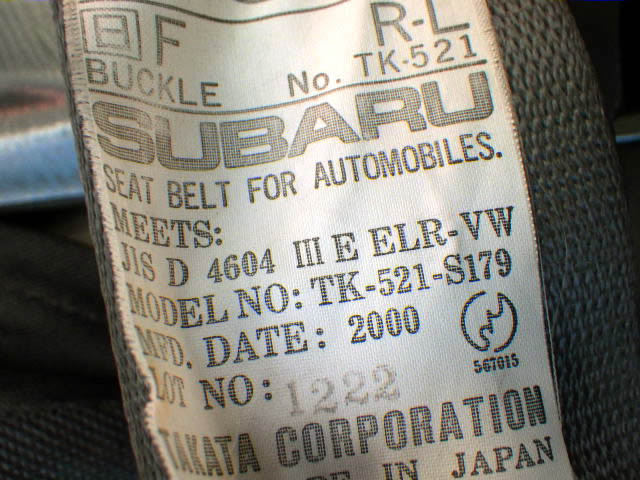 F R-L
BUCKLE No. TK-521
SUBARU
SEAT BELT FOR AUTOMOBILES.
MEETS:
JIS D 4604 III E ELR-VW
MODEL NO: TK-521-S179
MFD. DATE: 2000
567015
LOT NO: 1222
TAKATA CORPORATION
IN JAPAN